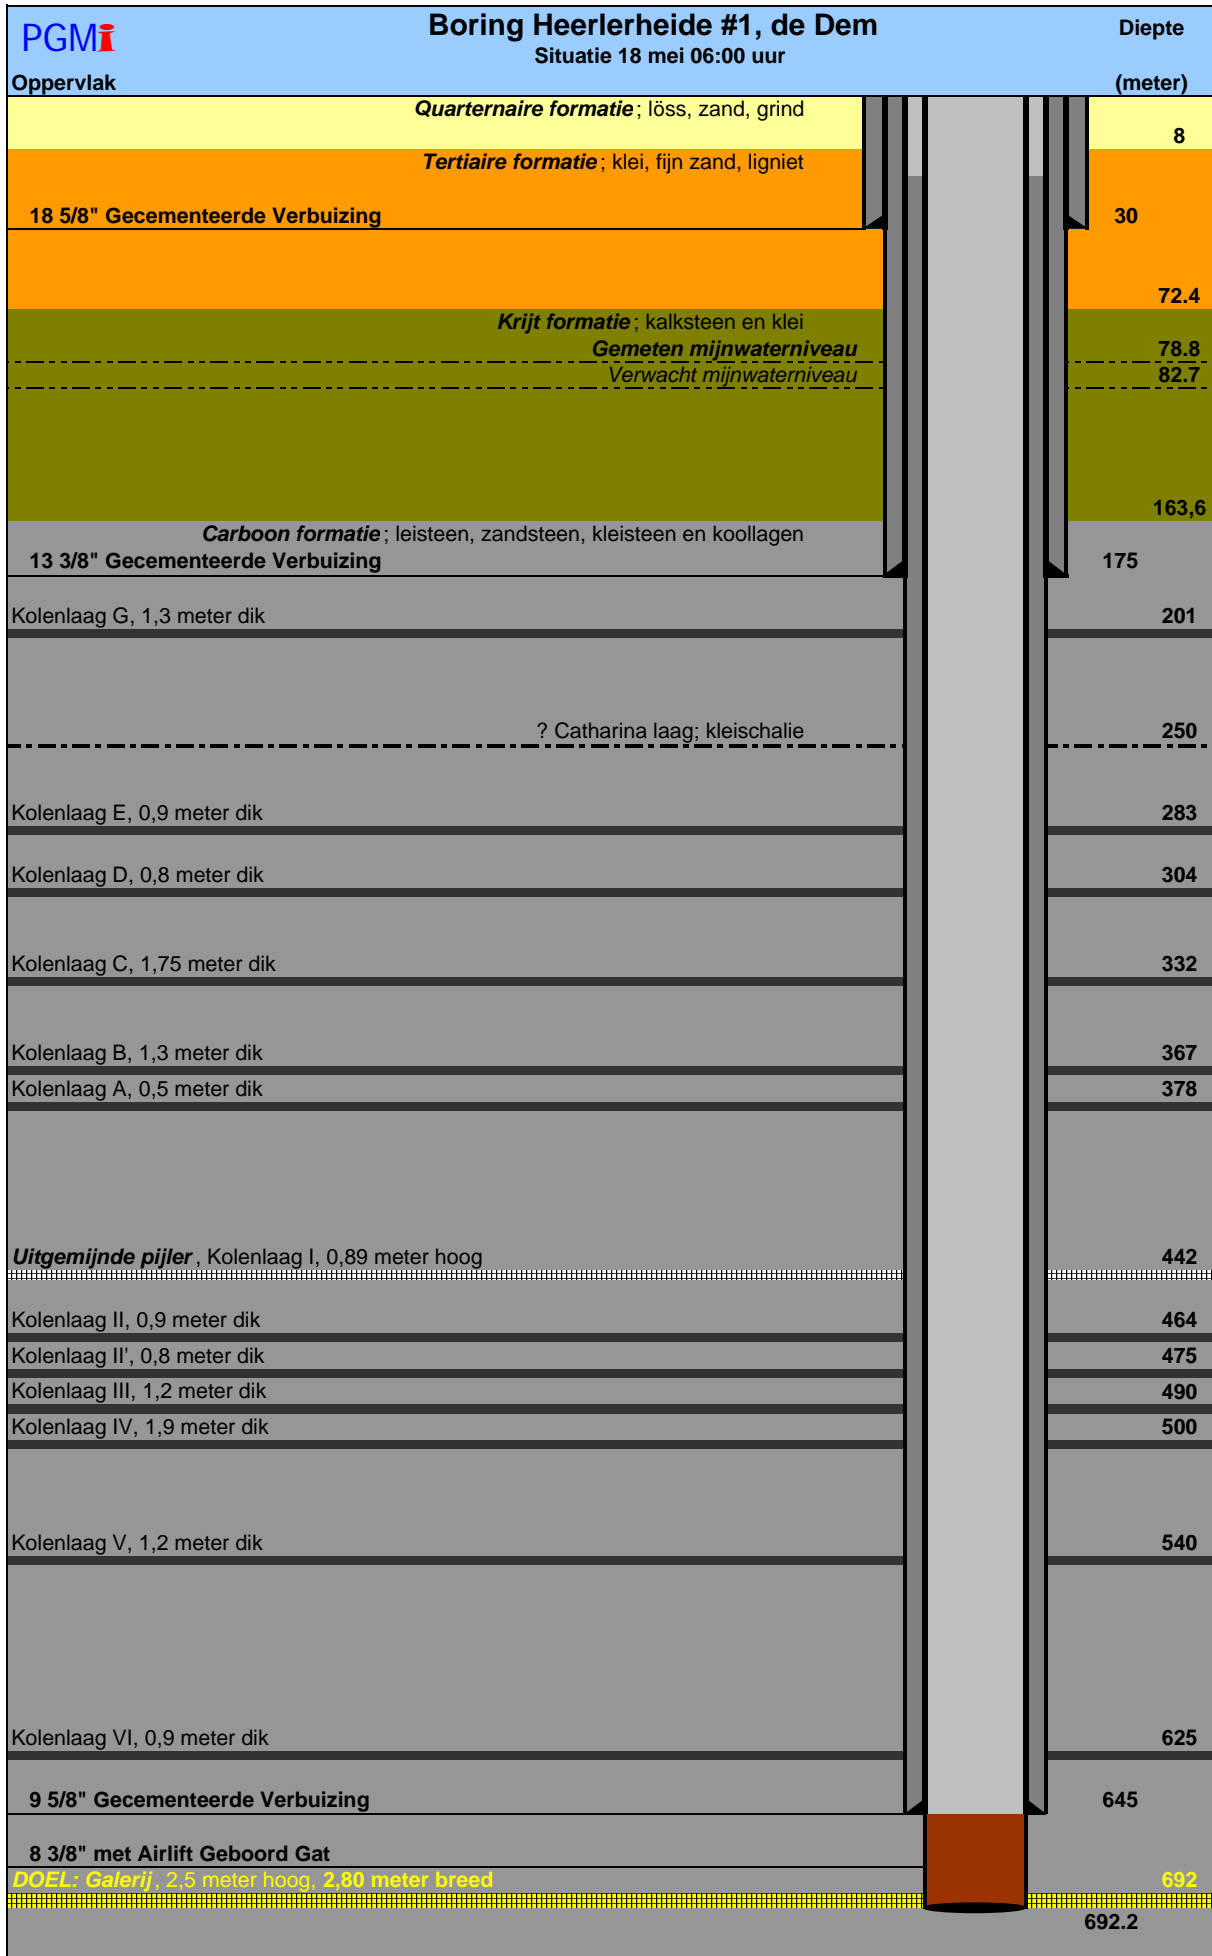 PGMi
Boring Heerlerheide #1, de Dem
Diepte
Situatie 18 mei 06:00 uur
Oppervlak (meter)
Quarternaire formatie; löss, zand, grind
8
Tertiaire formatie; klei, fijn zand, ligniet
18 5/8" Gecementeerde Verbuizing 30
72.4
Krijt formatie; kalksteen en klei
Gemeten mijnwaterniveau 78.8
Verwacht mijnwaterniveau 82.7
163,6
Carboon formatie; leisteen, zandsteen, kleisteen en koollagen
13 3/8" Gecementeerde Verbuizing 175
Kolenlaag G, 1,3 meter dik 201
? Catharina laag; kleischalie 250
Kolenlaag E, 0,9 meter dik 283
Kolenlaag D, 0,8 meter dik 304
Kolenlaag C, 1,75 meter dik 332
Kolenlaag B, 1,3 meter dik 367
Kolenlaag A, 0,5 meter dik 378
Uitgemijnde pijler, Kolenlaag I, 0,89 meter hoog 442
Kolenlaag II, 0,9 meter dik 464
Kolenlaag II', 0,8 meter dik 475
Kolenlaag III, 1,2 meter dik 490
Kolenlaag IV, 1,9 meter dik 500
Kolenlaag V, 1,2 meter dik 540
Kolenlaag VI, 0,9 meter dik 625
9 5/8" Gecementeerde Verbuizing 645
8 3/8" met Airlift Geboord Gat
DOEL: Galerij, 2,5 meter hoog, 2,80 meter breed 692
692.2